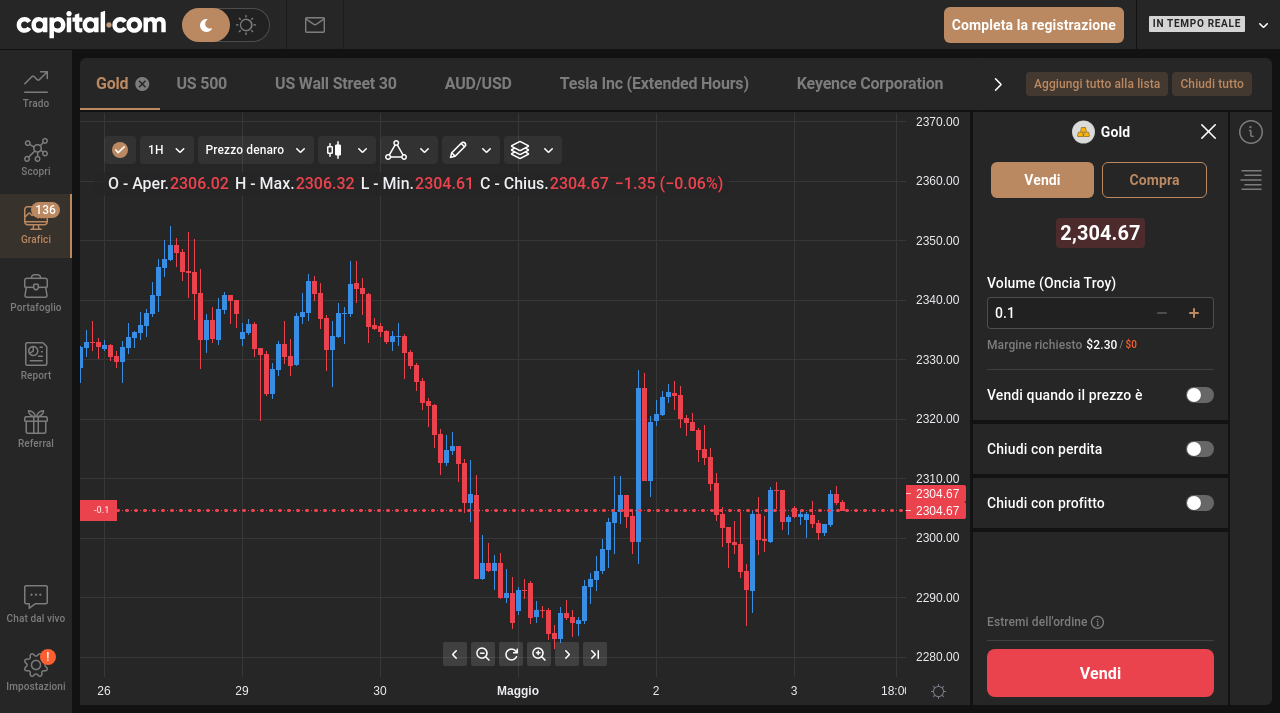 capital.com
Completa la registrazione
IN TEMPO REALE
Trado
Scopri
136
Grafici
Portafoglio
Report
Referral
Chat dal vivo
!
Impostazioni
Gold
US 500
US Wall Street 30
AUD/USD
Tesla Inc (Extended Hours)
Keyence Corporation
Aggiungi tutto alla lista
Chiudi tutto
1H
Prezzo denaro
O - Aper.2306.02 H - Max.2306.32 L - Min.2304.61 C - Chius.2304.67 −1.35 (−0.06%)
2370.00
2360.00
2350.00
2340.00
2330.00
2320.00
2310.00
2304.67
2304.67
2300.00
2290.00
2280.00
-0.1
26
29
30
Maggio
2
3
Gold
Vendi
Compra
2,304.67
Volume (Oncia Troy)
0.1
Margine richiesto $2.30 / $0
Vendi quando il prezzo è
Chiudi con perdita
Chiudi con profitto
Estremi dell'ordine
Vendi